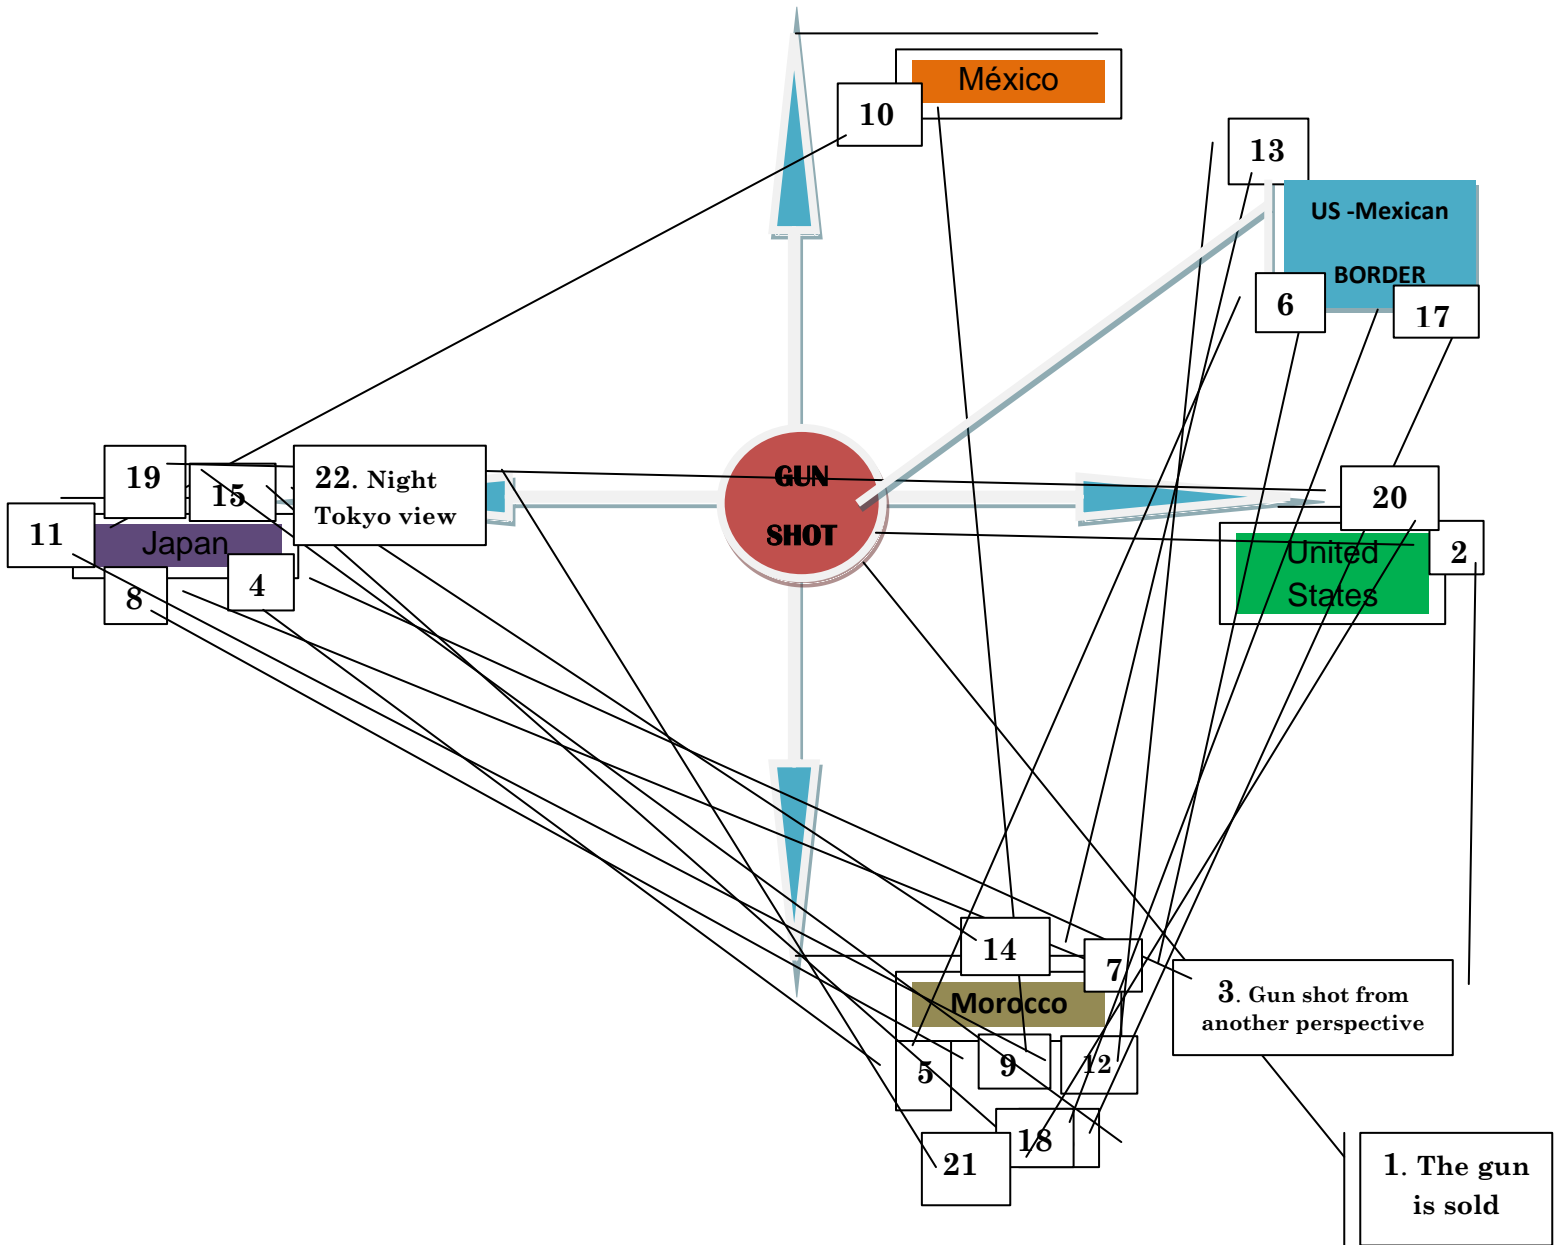 México
10
13
US -Mexican
BORDER
6
17
19
15
22. Night
Tokyo view
GUN
SHOT
20
11
Japan
2
United
States
4
8
14
7
3. Gun shot from
another perspective
Morocco
5
9
12
18
21
1. The gun
is sold